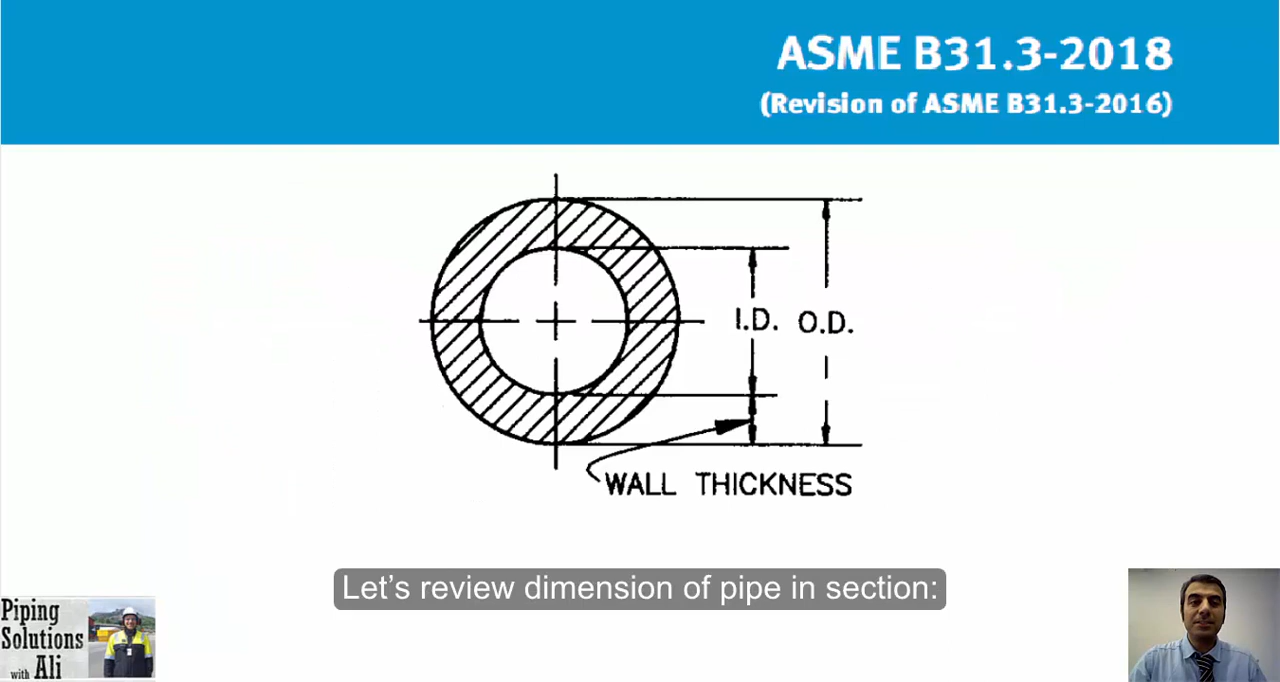 ASME B31.3-2018
(Revision of ASME B31.3-2016)
I.D. O.D.
WALL THICKNESS
Let's review dimension of pipe in section:
Piping
Solutions
with Ali